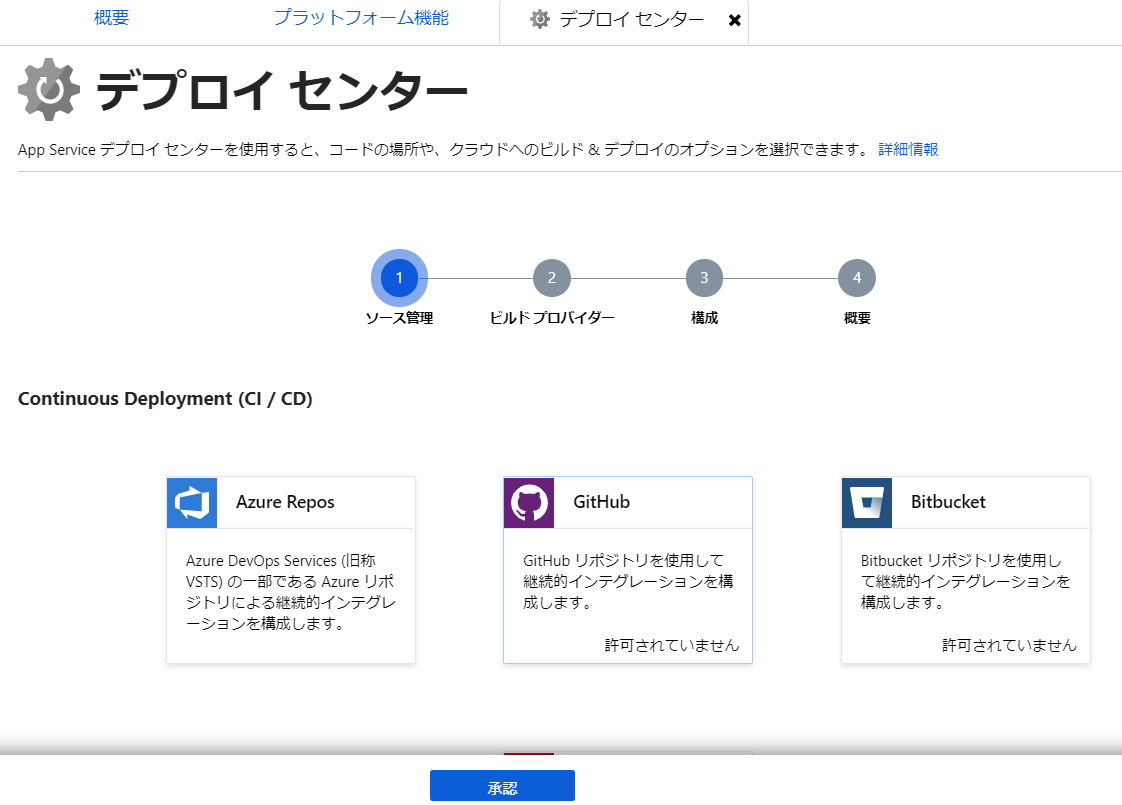 概要 プラットフォーム機能 デプロイ センター ✖
デプロイ センター
App Service デプロイ センターを使用すると、コードの場所や、クラウドへのビルド & デプロイのオプションを選択できます。 詳細情報
1 2 3 4
ソース管理 ビルド プロバイダー 構成 概要
Continuous Deployment (CI / CD)
Azure Repos
Azure DevOps Services (旧称
VSTS) の一部である Azure リポ
ジトリによる継続的インテグレ
ーションを構成します。
GitHub
GitHub リポジトリを使用して
継続的インテグレーションを構
成します。
許可されていません
Bitbucket
Bitbucket リポジトリを使用し
て継続的インテグレーションを
構成します。
許可されていません
承認